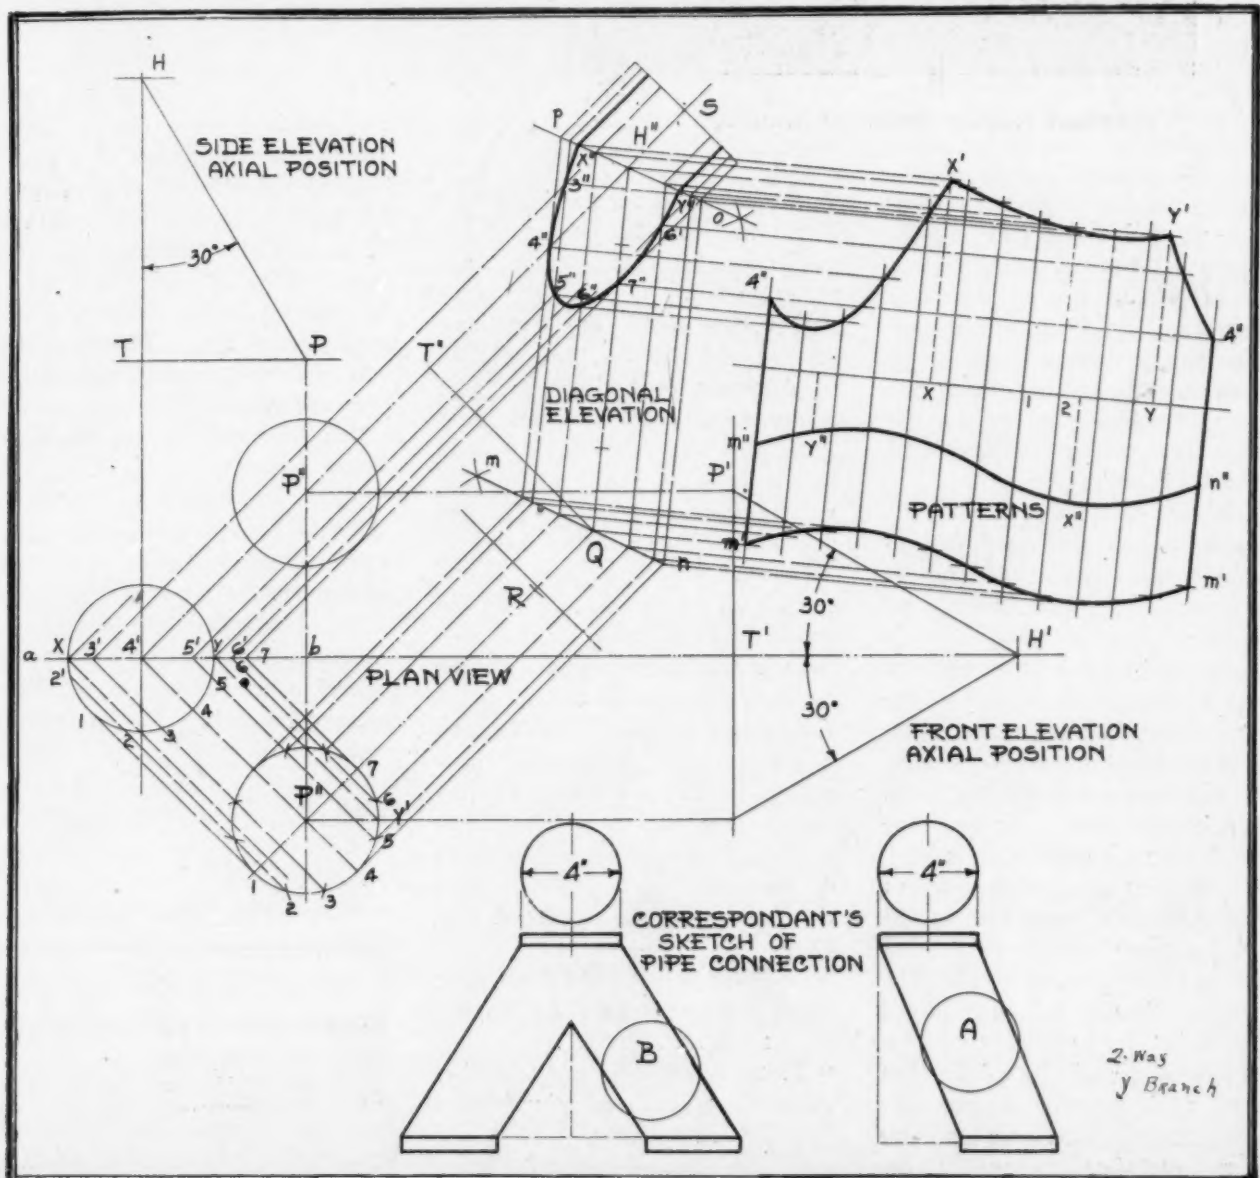 H
SIDE ELEVATION
AXIAL POSITION
30°
T
P
P
H"
S
X"
3"
4"
5"
6"
7"
Y"
6'
O
T"
DIAGONAL
ELEVATION
X'
Y'
4"
4"
X
1
2'
Y
m"
Y"
n"
X"
PATTERNS
m'
m'
m
Q
n
R
P"
P'
30°
T'
H'
30°
FRONT ELEVATION
AXIAL POSITION
a
X
3'
4'
5'
Y
6'
7
b
2'
6
5
1
2
3
4
PLAN VIEW
P"
7
6
Y'
5
4
1
2
3
4"
4"
CORRESPONDANT'S
SKETCH OF
PIPE CONNECTION
B
A
2-Way
Y Branch